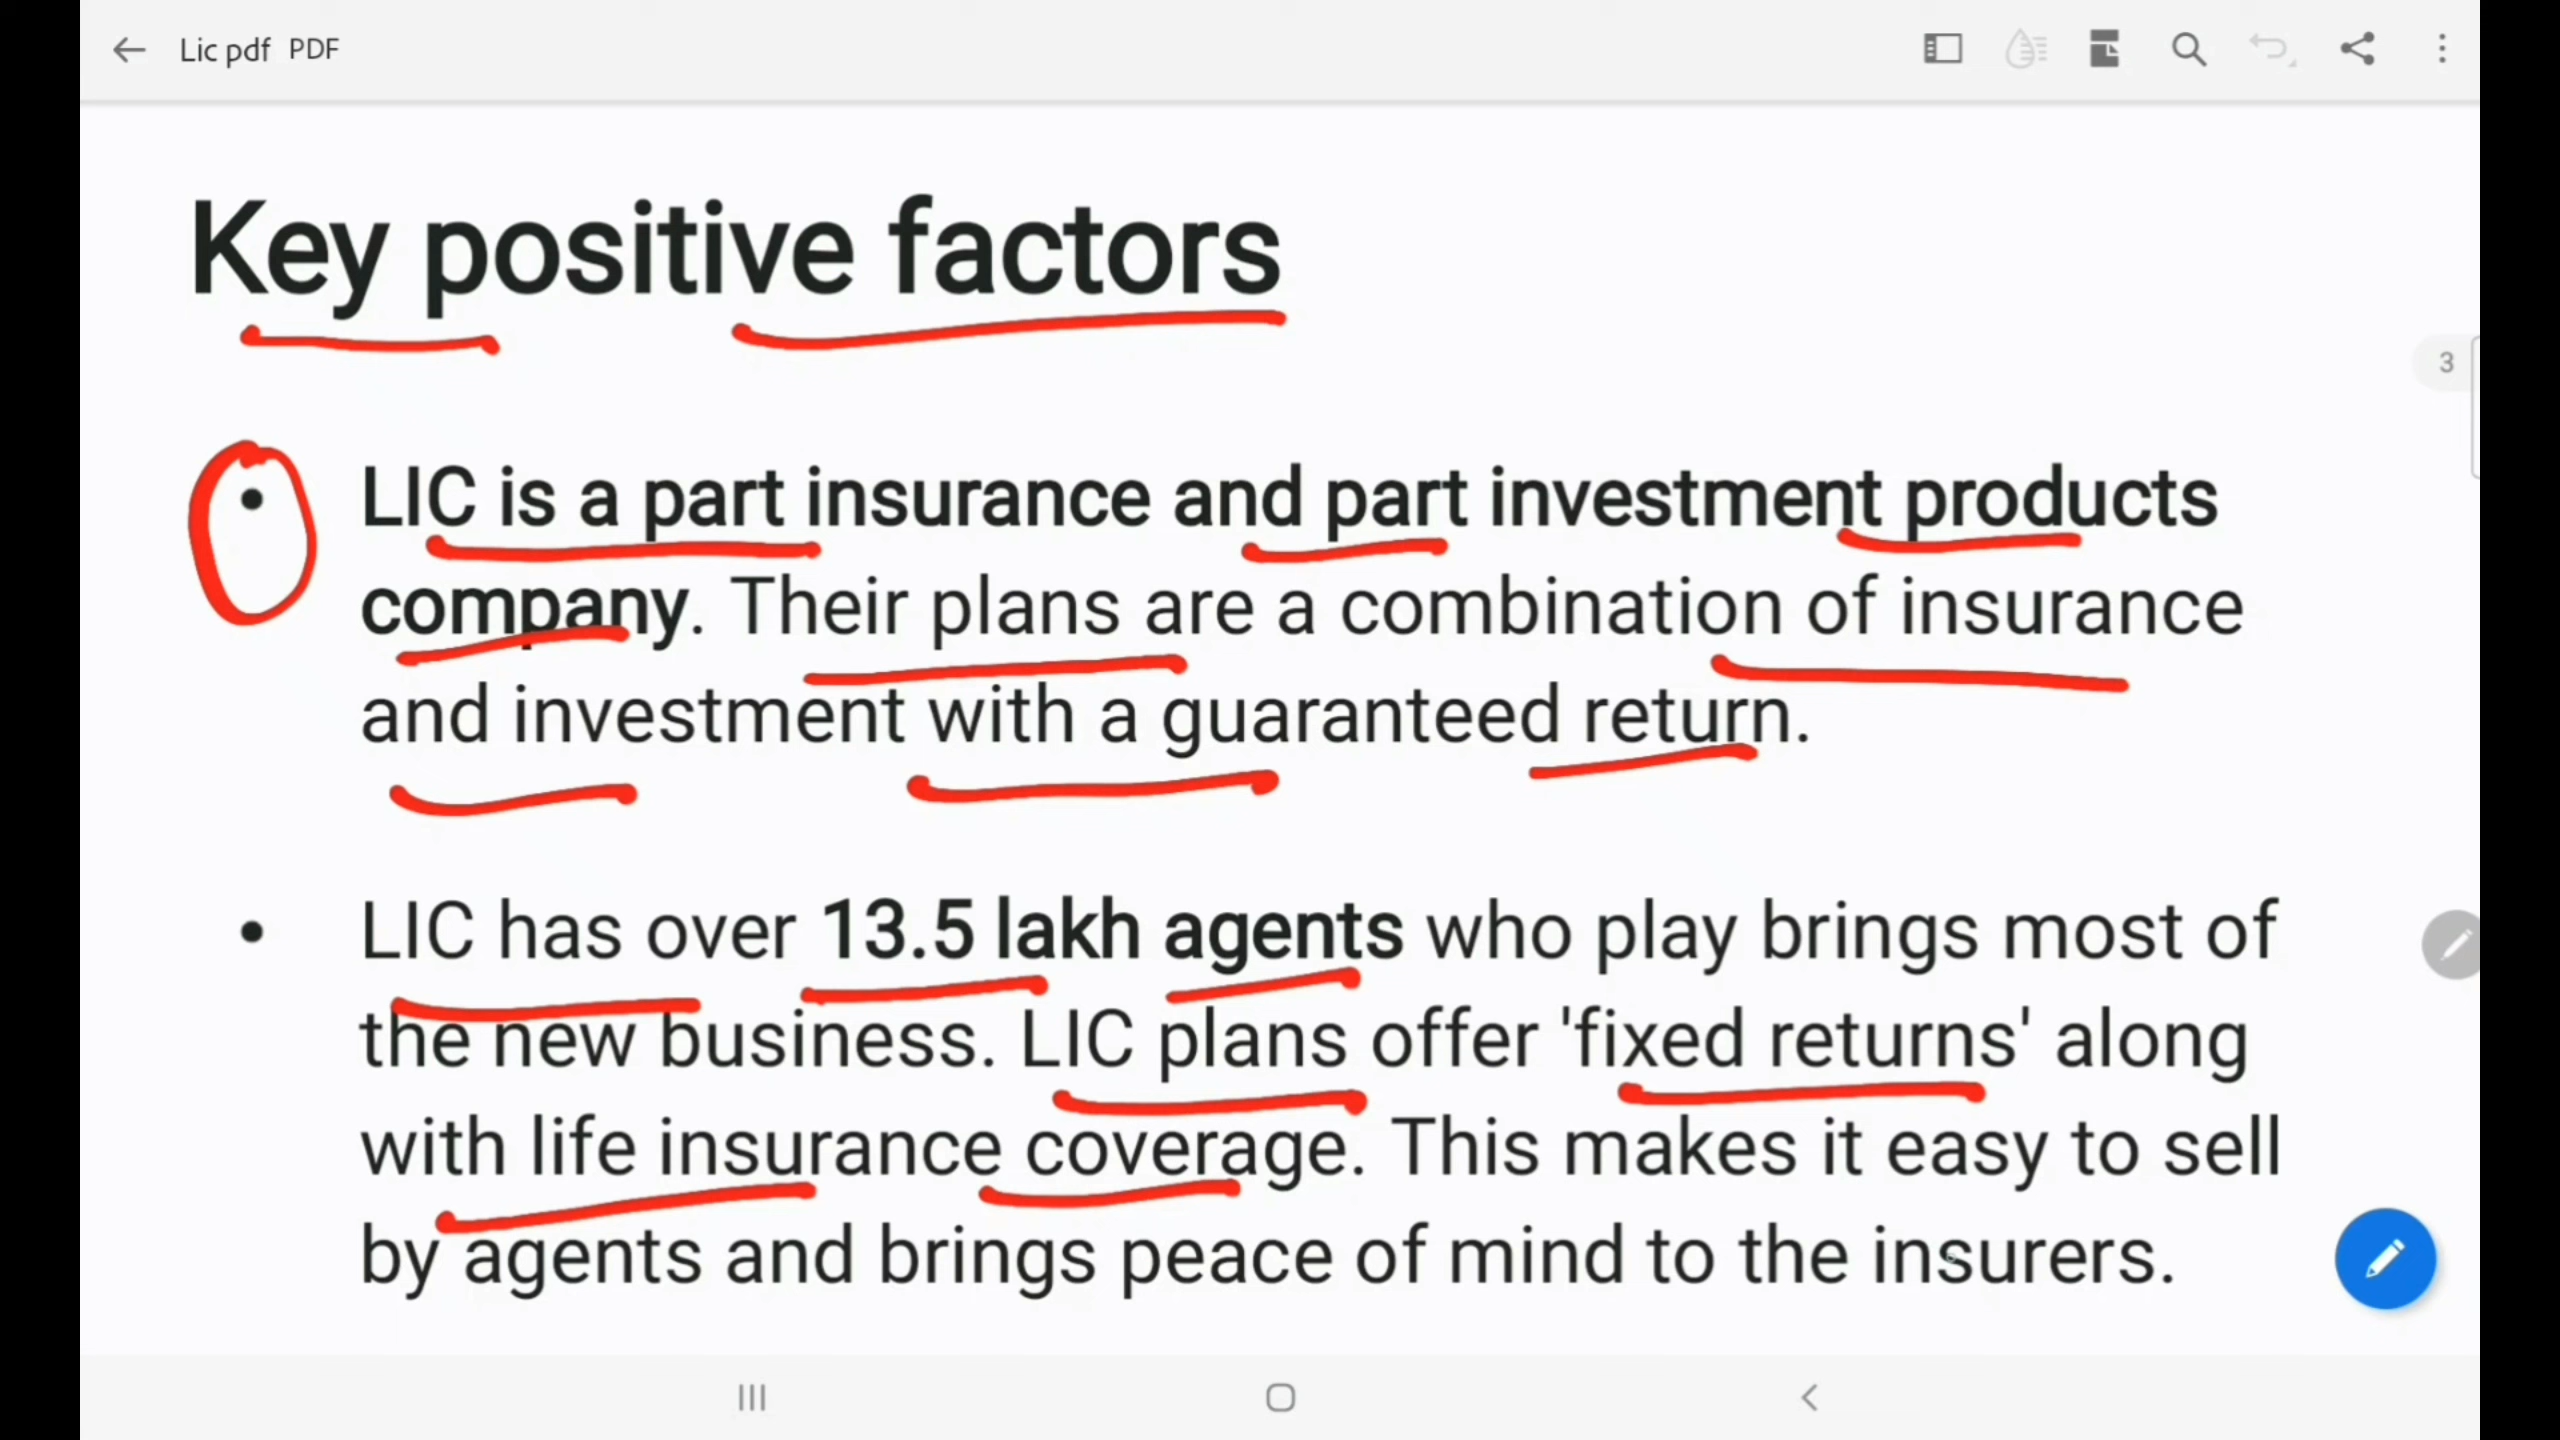 Lic pdf PDF
Key positive factors
3
• LIC is a part insurance and part investment products
company. Their plans are a combination of insurance
and investment with a guaranteed return.
• LIC has over 13.5 lakh agents who play brings most of
the new business. LIC plans offer 'fixed returns' along
with life insurance coverage. This makes it easy to sell
by agents and brings peace of mind to the insurers.